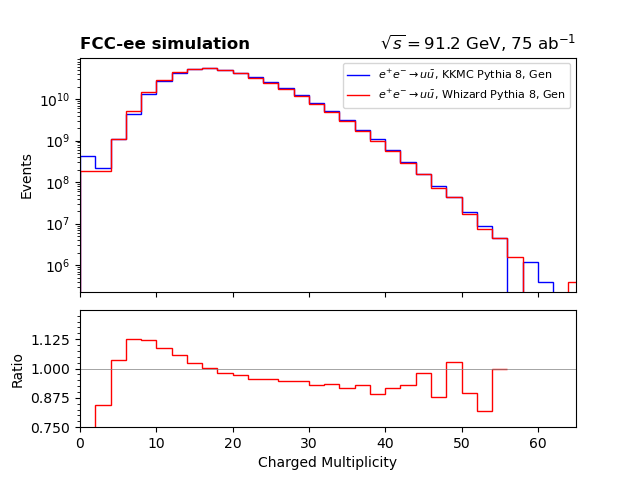 FCC-ee simulation
√s = 91.2 GeV, 75 ab⁻¹
e⁺e⁻ → uū, KKMC Pythia 8, Gen
e⁺e⁻ → uū, Whizard Pythia 8, Gen
Events
10¹⁰
10⁹
10⁸
10⁷
10⁶
Ratio
1.125
1.000
0.875
0.750
0 10 20 30 40 50 60
Charged Multiplicity